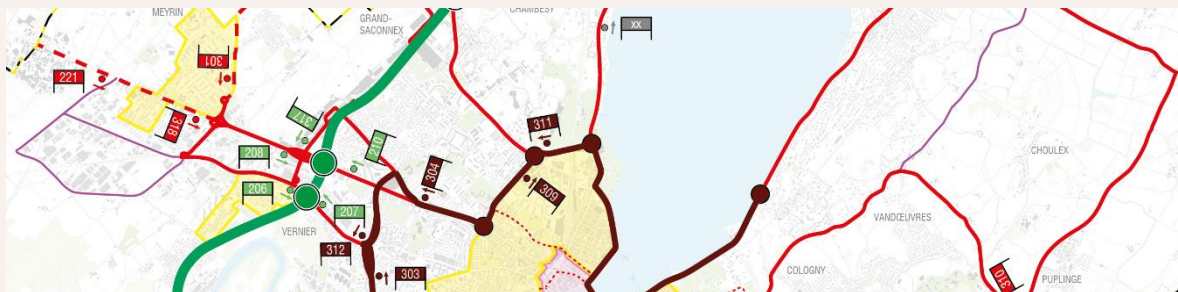 MEYRIN
GRAND-
SACONNEX
CHAMBÉSY
xx
221
301
317
318
311
210
208
304
309
CHOULEX
206
207
VANDŒUVRES
VERNIER
312
303
COLOGNY
310
PUPLINGE